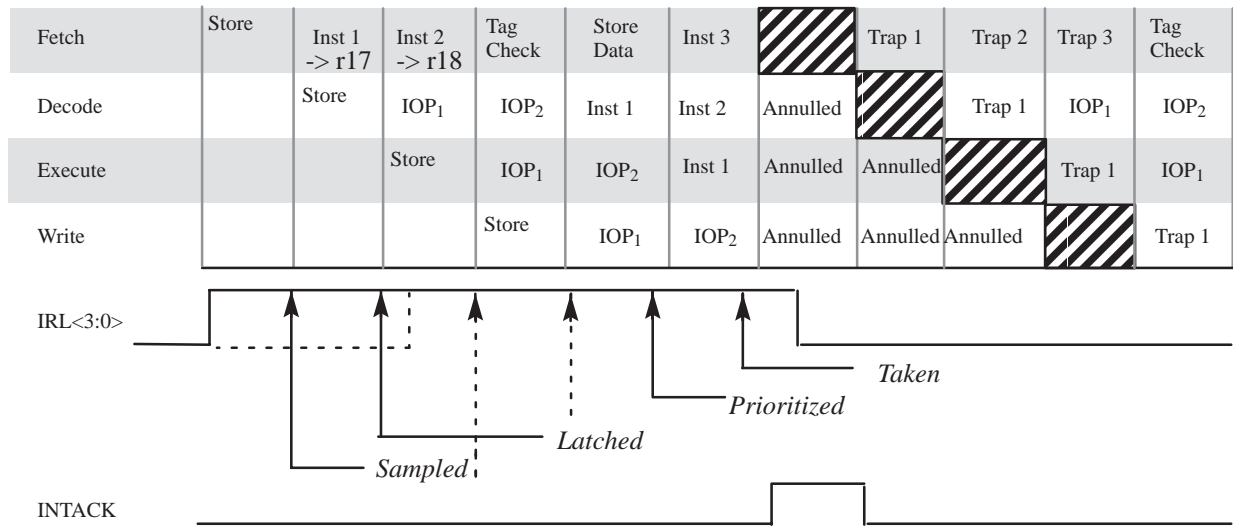 Fetch Store Inst 1 -> r17 Inst 2 -> r18 Tag Check Store Data Inst 3 Trap 1 Trap 2 Trap 3 Tag Check
Decode Store IOP1 IOP2 Inst 1 Inst 2 Annulled Trap 1 IOP1 IOP2
Execute Store IOP1 IOP2 Inst 1 Annulled Annulled Trap 1 IOP1
Write Store IOP1 IOP2 Annulled Annulled Annulled Trap 1
IRL<3:0>
Taken
Prioritized
Latched
Sampled
INTACK